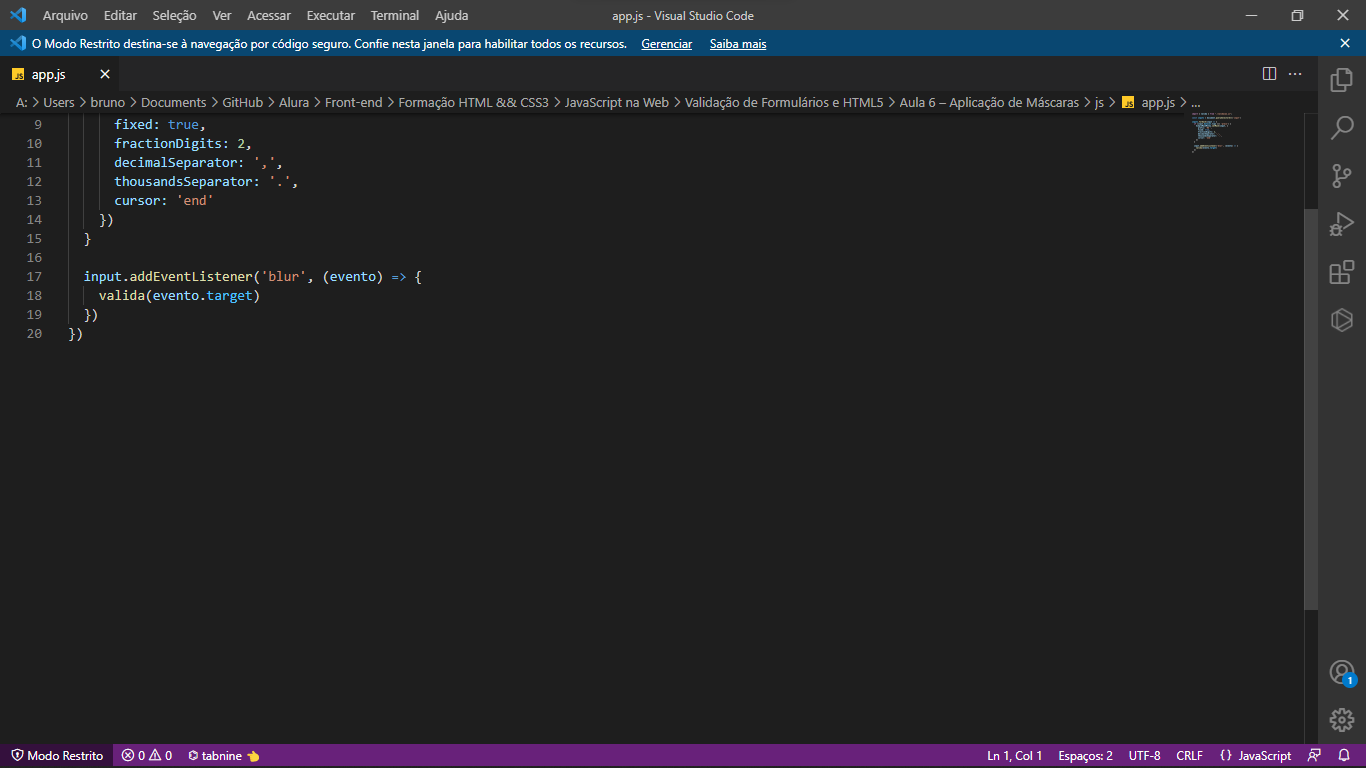 Arquivo Editar Seleção Ver Acessar Executar Terminal Ajuda app.js - Visual Studio Code
O Modo Restrito destina-se à navegação por código seguro. Confie nesta janela para habilitar todos os recursos. Gerenciar Saiba mais
JS app.js
A: > Users > bruno > Documents > GitHub > Alura > Front-end > Formação HTML && CSS3 > JavaScript na Web > Validação de Formulários e HTML5 > Aula 6 – Aplicação de Máscaras > js > JS app.js > ...
9 fixed: true,
10 fractionDigits: 2,
11 decimalSeparator: ',',
12 thousandsSeparator: '.',
13 cursor: 'end'
14 })
15 }
16
17 input.addEventListener('blur', (evento) => {
18 valida(evento.target)
19 })
20 })
1
Modo Restrito 0 0 tabnine Ln 1, Col 1 Espaços: 2 UTF-8 CRLF {} JavaScript